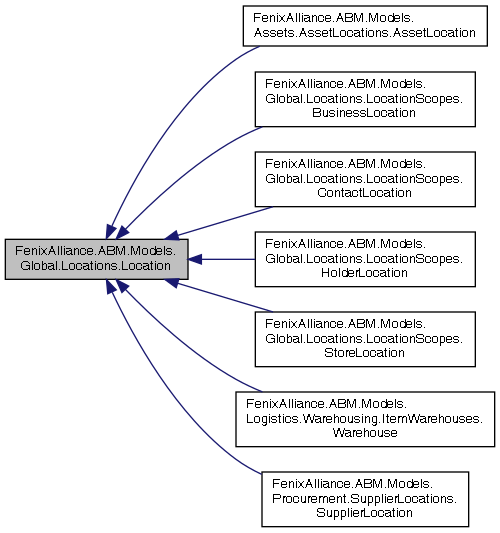 FenixAlliance.ABM.Models.
Assets.AssetLocations.AssetLocation
FenixAlliance.ABM.Models.
Global.Locations.LocationScopes.
BusinessLocation
FenixAlliance.ABM.Models.
Global.Locations.LocationScopes.
ContactLocation
FenixAlliance.ABM.Models.
Global.Locations.Location
FenixAlliance.ABM.Models.
Global.Locations.LocationScopes.
HolderLocation
FenixAlliance.ABM.Models.
Global.Locations.LocationScopes.
StoreLocation
FenixAlliance.ABM.Models.
Logistics.Warehousing.ItemWarehouses.
Warehouse
FenixAlliance.ABM.Models.
Procurement.SupplierLocations.
SupplierLocation